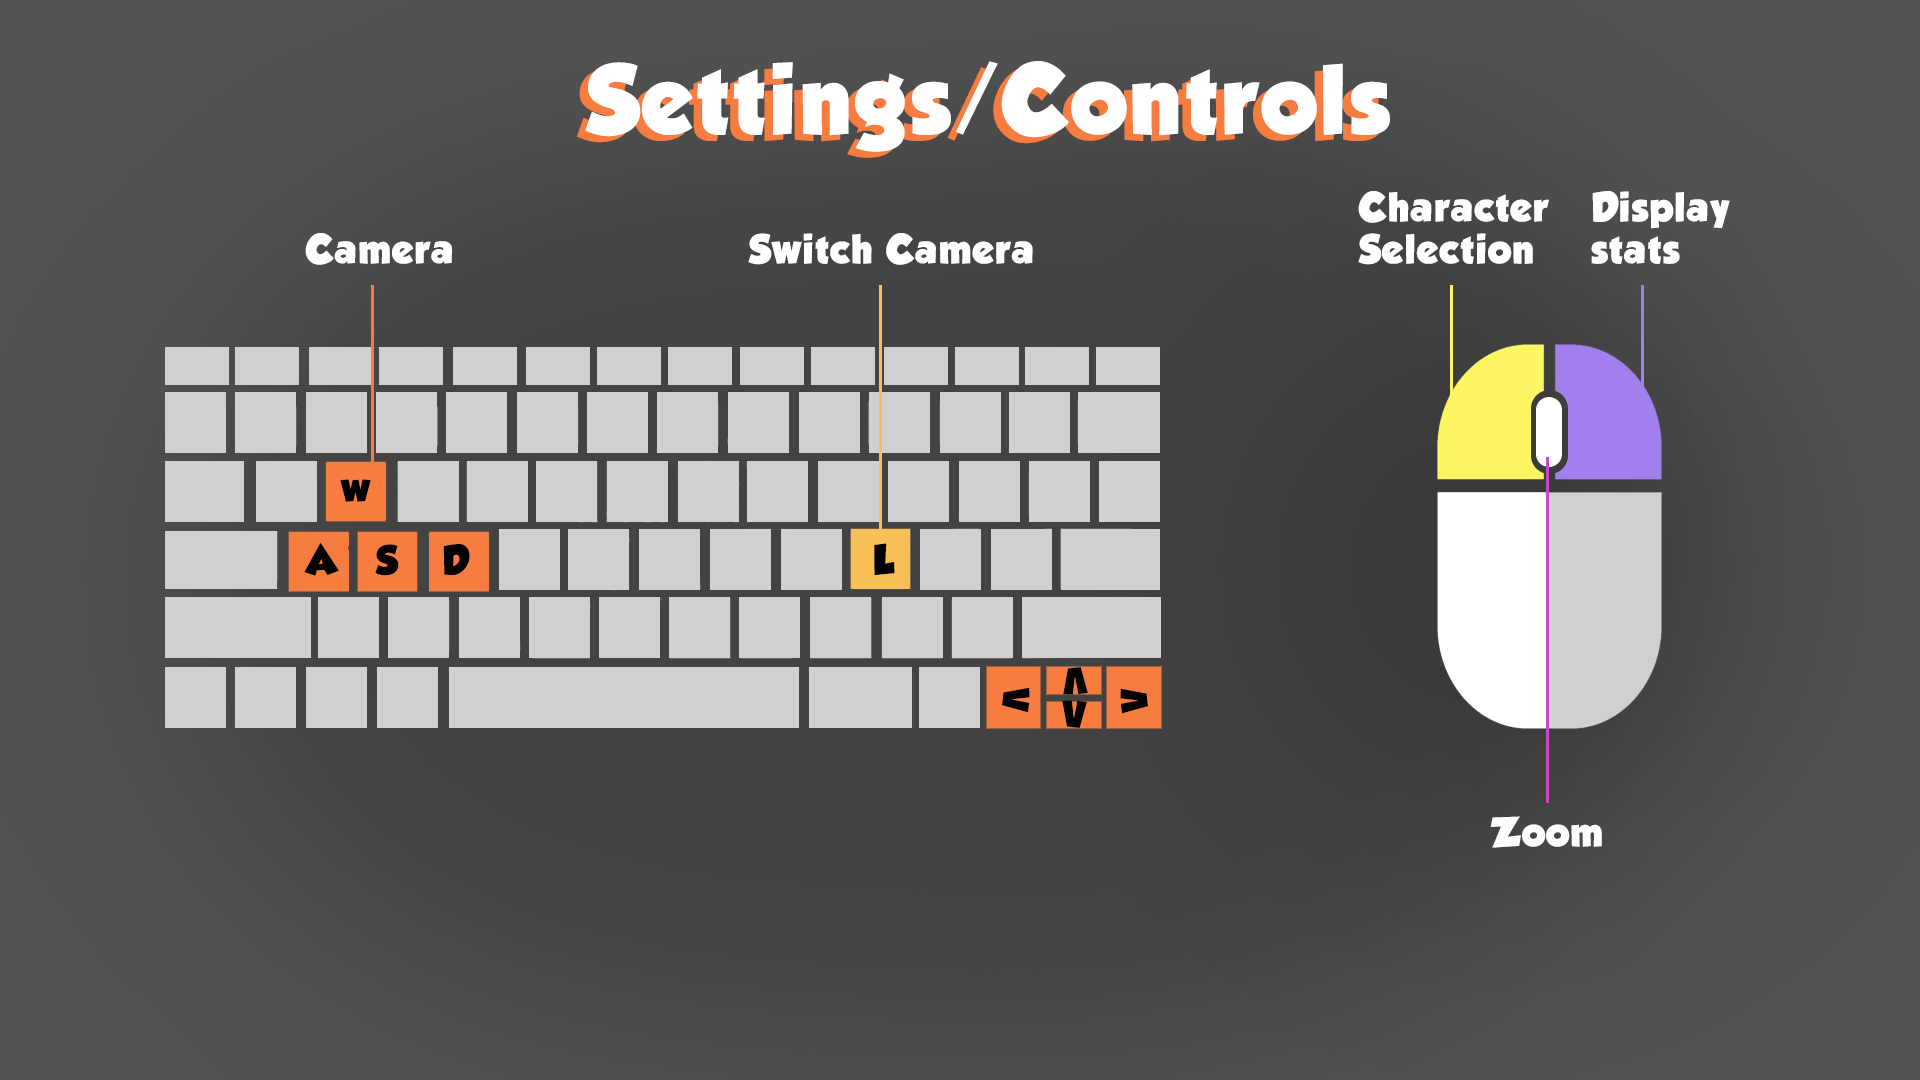 Settings/Controls
Character
Selection
Display
stats
Camera
Switch Camera
W
A S D
L
< ∧ >
∨
Zoom